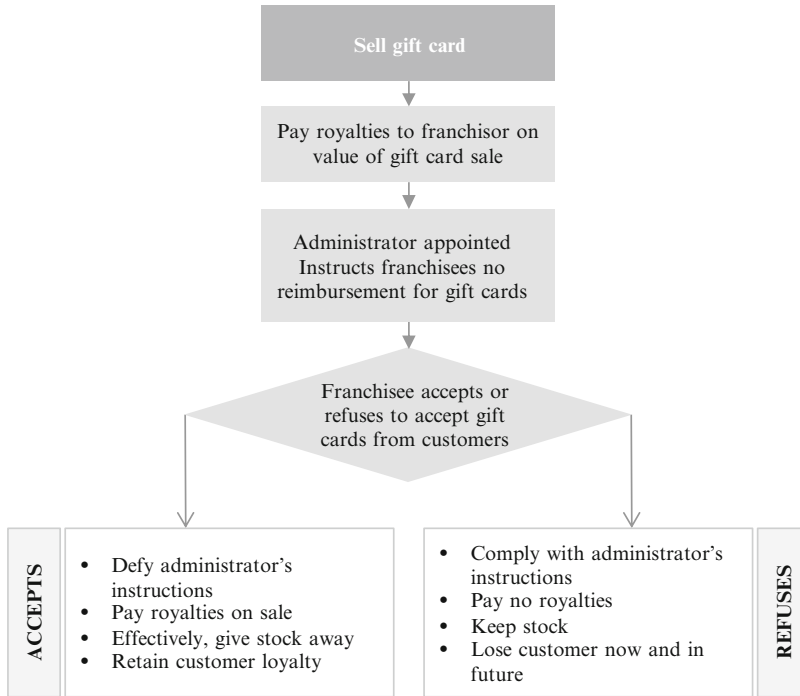 Sell gift card
Pay royalties to franchisor on
value of gift card sale
Administrator appointed
Instructs franchisees no
reimbursement for gift cards
Franchisee accepts or
refuses to accept gift
cards from customers
ACCEPTS
• Defy administrator's
instructions
• Pay royalties on sale
• Effectively, give stock away
• Retain customer loyalty
• Comply with administrator's
instructions
• Pay no royalties
• Keep stock
• Lose customer now and in
future
REFUSES